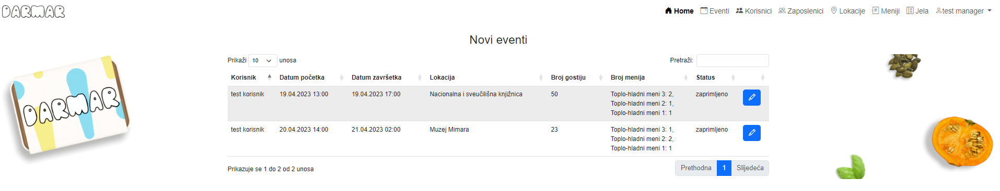 DARMAR
Home Eventi Korisnici Zaposlenici Lokacije Meniji Jela test manager
Novi eventi
Prikaži 10 unosa Pretraži:
Korisnik Datum početka Datum završetka Lokacija Broj gostiju Broj menija Status
test korisnik 19.04.2023 13:00 19.04.2023 17:00 Nacionalna i sveučilišna knjižnica 50 Toplo-hladni meni 3: 2, zaprimljeno
Toplo-hladni meni 2: 1,
Toplo-hladni meni 1: 1
test korisnik 20.04.2023 14:00 21.04.2023 02:00 Muzej Mimara 23 Toplo-hladni meni 3: 1, zaprimljeno
Toplo-hladni meni 2: 2,
Toplo-hladni meni 1: 1
Prikazuje se 1 do 2 od 2 unosa Prethodna 1 Slijedeća
DARMAR